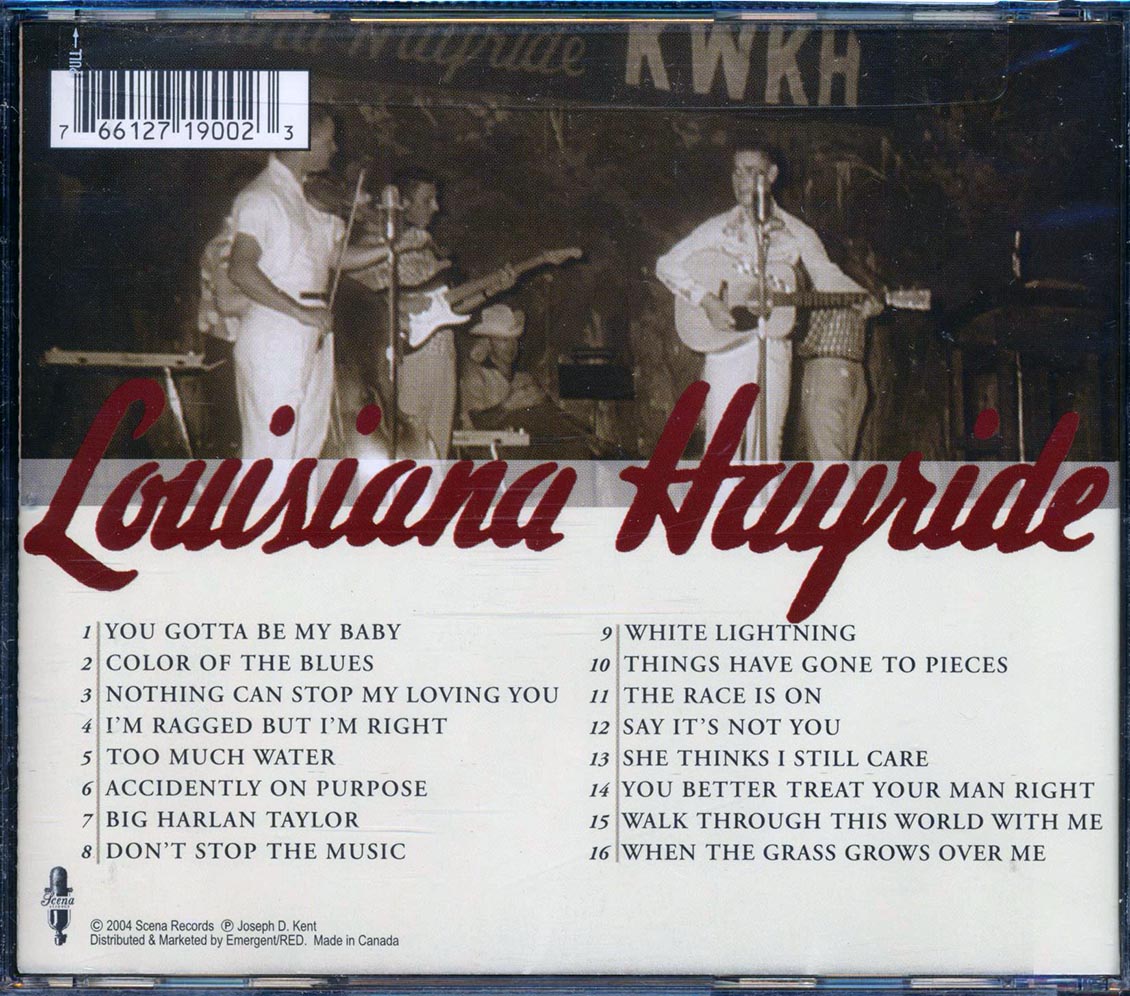 Louisiana Hayride KWKH
7 66127 19002 3
Louisiana Hayride
1 YOU GOTTA BE MY BABY
2 COLOR OF THE BLUES
3 NOTHING CAN STOP MY LOVING YOU
4 I'M RAGGED BUT I'M RIGHT
5 TOO MUCH WATER
6 ACCIDENTLY ON PURPOSE
7 BIG HARLAN TAYLOR
8 DON'T STOP THE MUSIC
9 WHITE LIGHTNING
10 THINGS HAVE GONE TO PIECES
11 THE RACE IS ON
12 SAY IT'S NOT YOU
13 SHE THINKS I STILL CARE
14 YOU BETTER TREAT YOUR MAN RIGHT
15 WALK THROUGH THIS WORLD WITH ME
16 WHEN THE GRASS GROWS OVER ME
Scena
© 2004 Scena Records ℗ Joseph D. Kent
Distributed & Marketed by Emergent/RED. Made in Canada